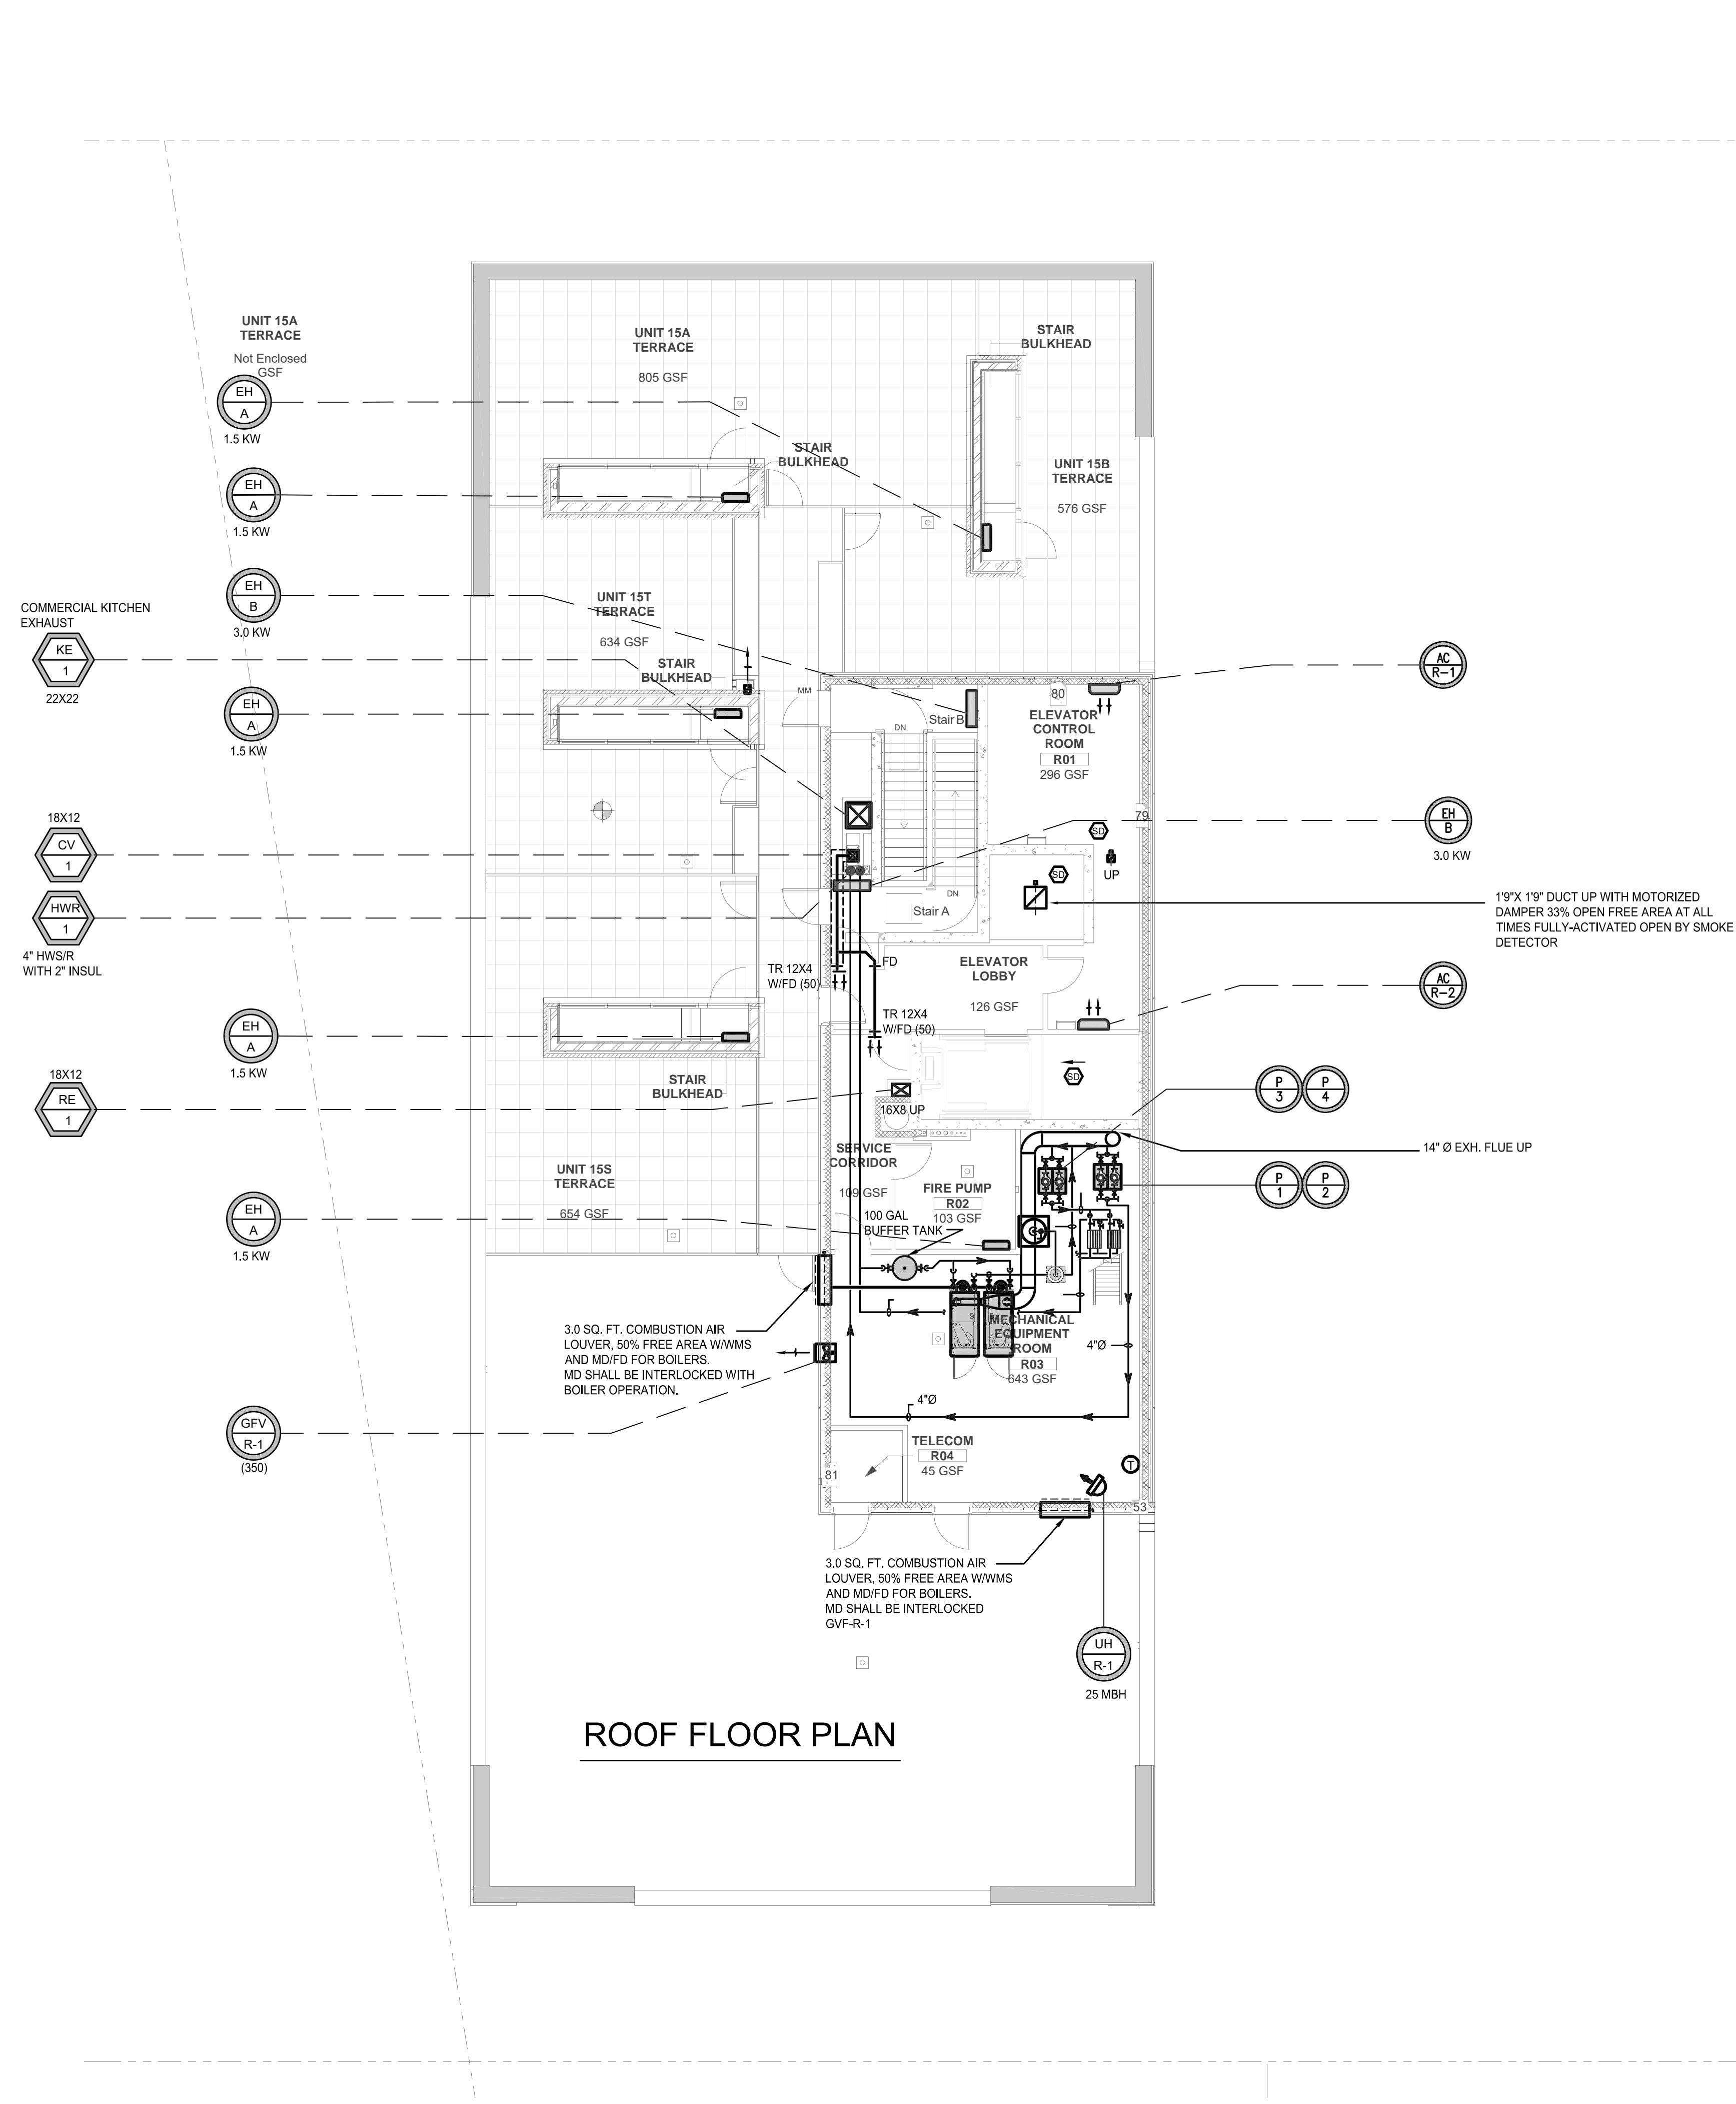 UNIT 15A
TERRACE
Not Enclosed
GSF
EH
A
1.5 KW
EH
A
1.5 KW
EH
B
3.0 KW
COMMERCIAL KITCHEN
EXHAUST
KE
1
22X22
EH
A
1.5 KW
18X12
CV
1
HWR
1
4" HWS/R
WITH 2" INSUL
EH
A
1.5 KW
18X12
RE
1
EH
A
1.5 KW
GFV
R-1
(350)
UNIT 15A
TERRACE
805 GSF
STAIR
BULKHEAD
STAIR
BULKHEAD
UNIT 15B
TERRACE
576 GSF
UNIT 15T
TERRACE
634 GSF
STAIR
BULKHEAD
MM
Stair B
DN
80
ELEVATOR
CONTROL
ROOM
R01
296 GSF
79
SD
SD
UP
DN
Stair A
TR 12X4
W/FD (50)
FD
ELEVATOR
LOBBY
126 GSF
TR 12X4
W/FD (50)
SD
STAIR
BULKHEAD
16X8 UP
SERVICE
CORRIDOR
109 GSF
UNIT 15S
TERRACE
654 GSF
FIRE PUMP
R02
103 GSF
100 GAL
BUFFER TANK
3.0 SQ. FT. COMBUSTION AIR
LOUVER, 50% FREE AREA W/WMS
AND MD/FD FOR BOILERS.
MD SHALL BE INTERLOCKED WITH
BOILER OPERATION.
MECHANICAL
EQUIPMENT
ROOM
R03
643 GSF
4"Ø
4"Ø
TELECOM
R04
45 GSF
81
T
53
3.0 SQ. FT. COMBUSTION AIR
LOUVER, 50% FREE AREA W/WMS
AND MD/FD FOR BOILERS.
MD SHALL BE INTERLOCKED
GVF-R-1
UH
R-1
25 MBH
AC
R-1
EH
B
3.0 KW
1'9"X 1'9" DUCT UP WITH MOTORIZED
DAMPER 33% OPEN FREE AREA AT ALL
TIMES FULLY-ACTIVATED OPEN BY SMOKE
DETECTOR
AC
R-2
P
3
P
4
14" Ø EXH. FLUE UP
P
1
P
2
ROOF FLOOR PLAN